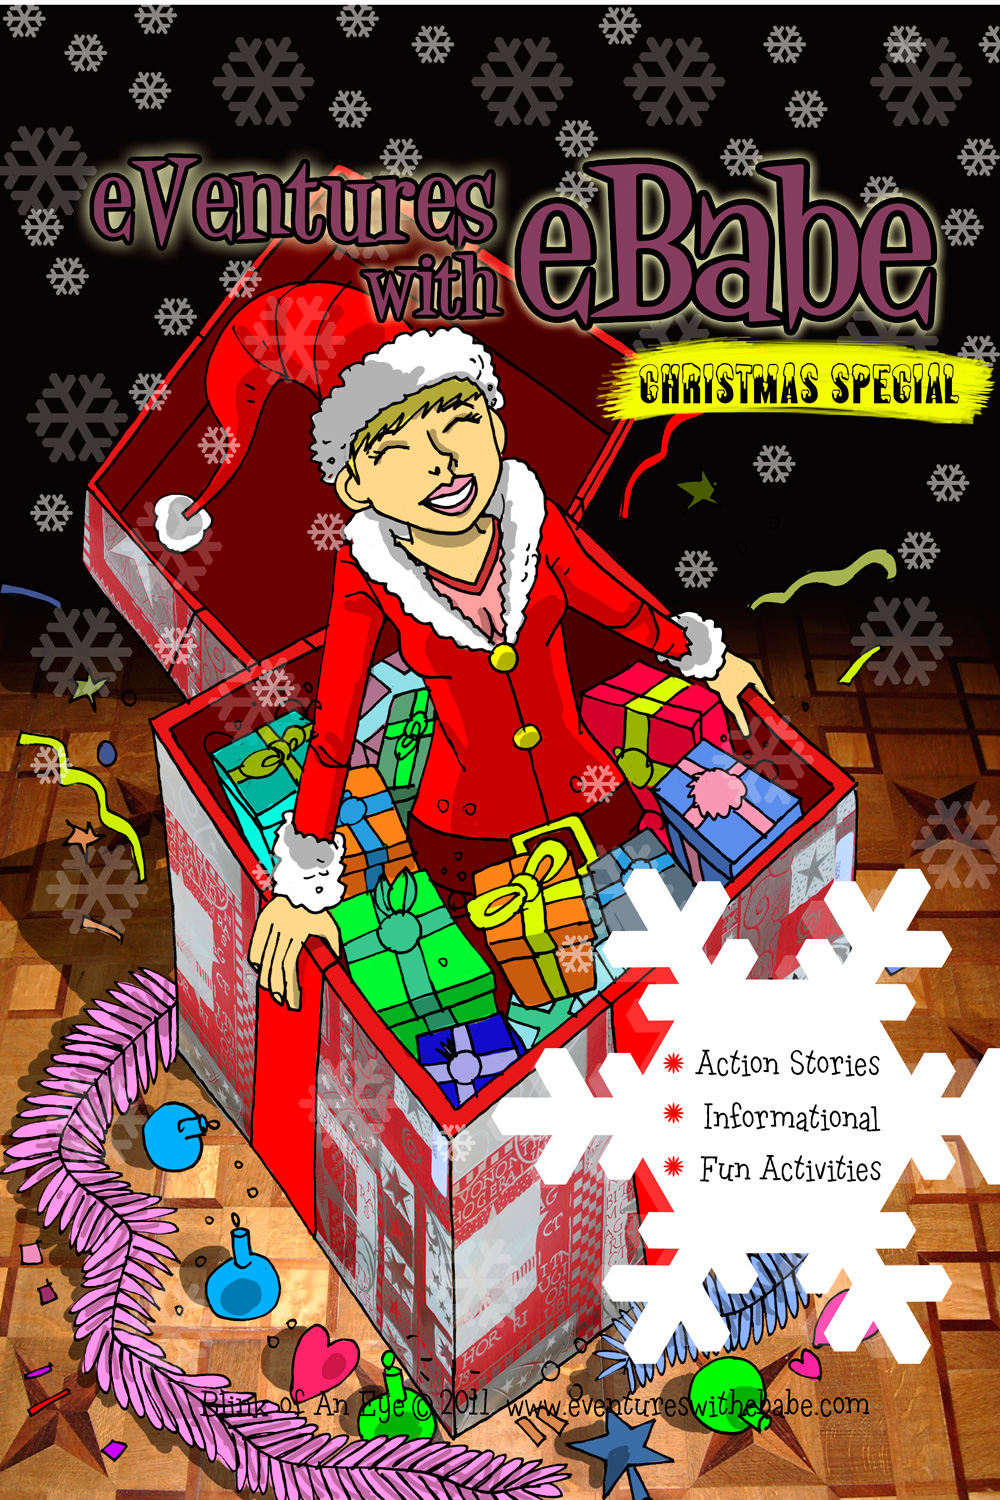 eVentures
with eBabe
CHRISTMAS SPECIAL
Action Stories
Informational
Fun Activities
Blink of An Eye © 2011 www.eventureswithebabe.com